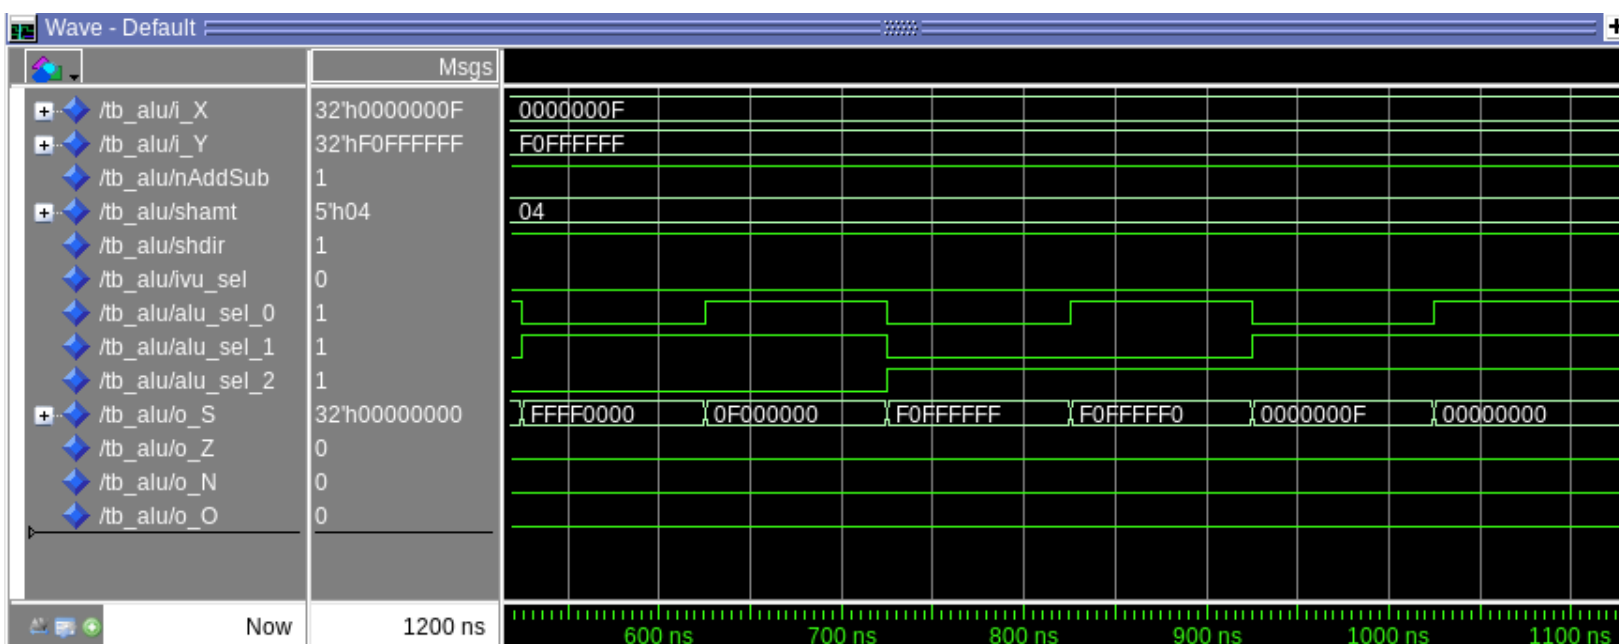 Wave - Default
Msgs
/tb_alu/i_X 32'h0000000F 0000000F
/tb_alu/i_Y 32'hF0FFFFFF F0FFFFFF
/tb_alu/nAddSub 1
/tb_alu/shamt 5'h04 04
/tb_alu/shdir 1
/tb_alu/ivu_sel 0
/tb_alu/alu_sel_0 1
/tb_alu/alu_sel_1 1
/tb_alu/alu_sel_2 1
/tb_alu/o_S 32'h00000000 FFFF0000 0F000000 F0FFFFFF F0FFFFF0 0000000F 00000000
/tb_alu/o_Z 0
/tb_alu/o_N 0
/tb_alu/o_O 0
Now 1200 ns 600 ns 700 ns 800 ns 900 ns 1000 ns 1100 ns